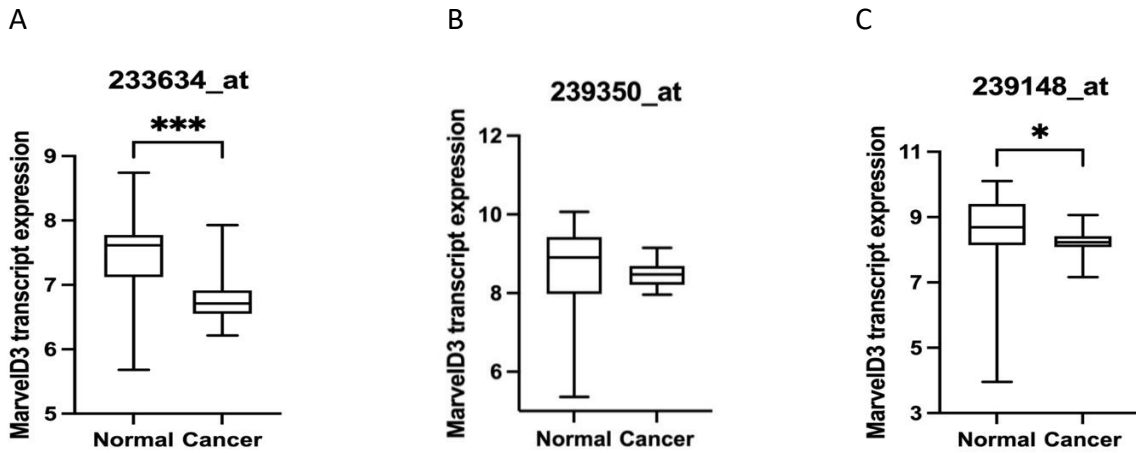 A
233634_at
***
MarvelD3 transcript expression
9
8
7
6
5
Normal Cancer
B
239350_at
MarvelD3 transcript expression
12
10
8
6
Normal Cancer
C
239148_at
*
MarvelD3 transcript expression
11
9
7
5
3
Normal Cancer